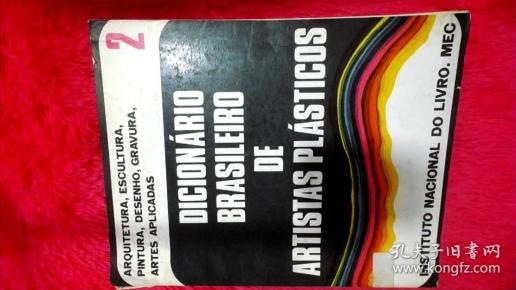 2
ARQUITETURA, ESCULTURA,
PINTURA, DESENHO, GRAVURA,
ARTES APLICADAS
DICIONÁRIO
BRASILEIRO
DE
ARTISTAS PLÁSTICOS
INSTITUTO NACIONAL DO LIVRO. MEC
孔夫子旧书网
www.kongfz.com